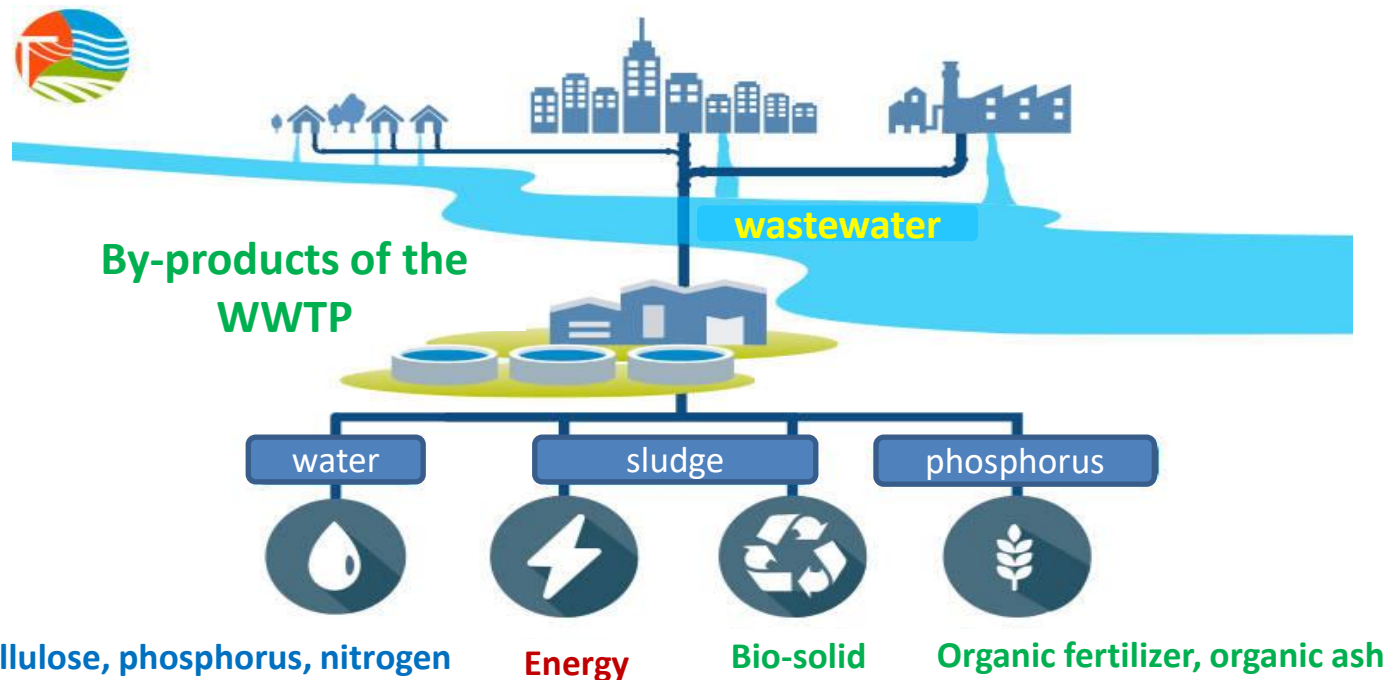 wastewater
By-products of the
WWTP
water
sludge
phosphorus
llulose, phosphorus, nitrogen
Energy
Bio-solid
Organic fertilizer, organic ash